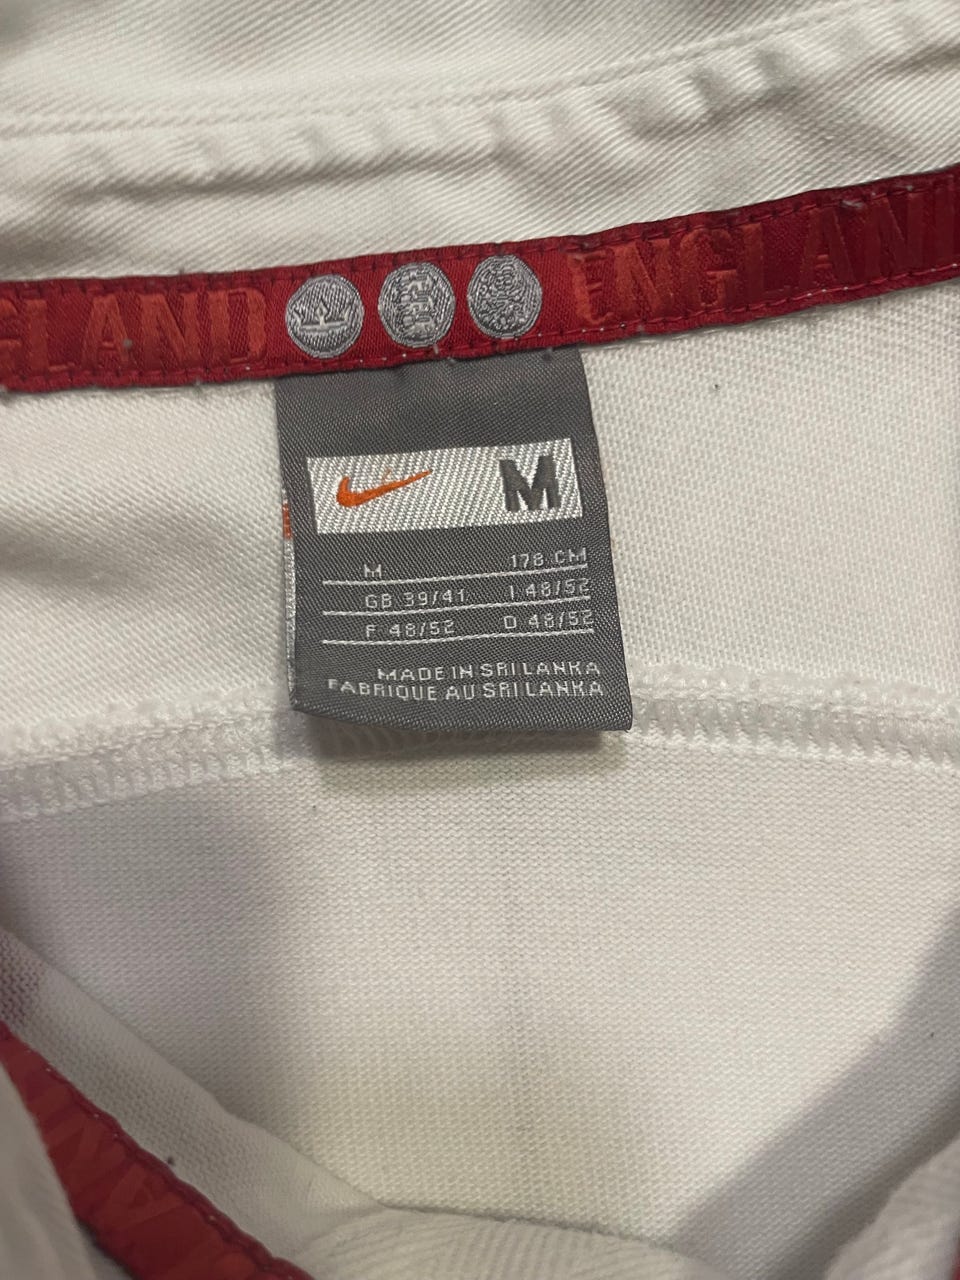 GLAND ENGLAND
M
M 178 CM
GB 39/41 I 48/52
F 48/52 D 48/52
MADE IN SRI LANKA
FABRIQUE AU SRI LANKA